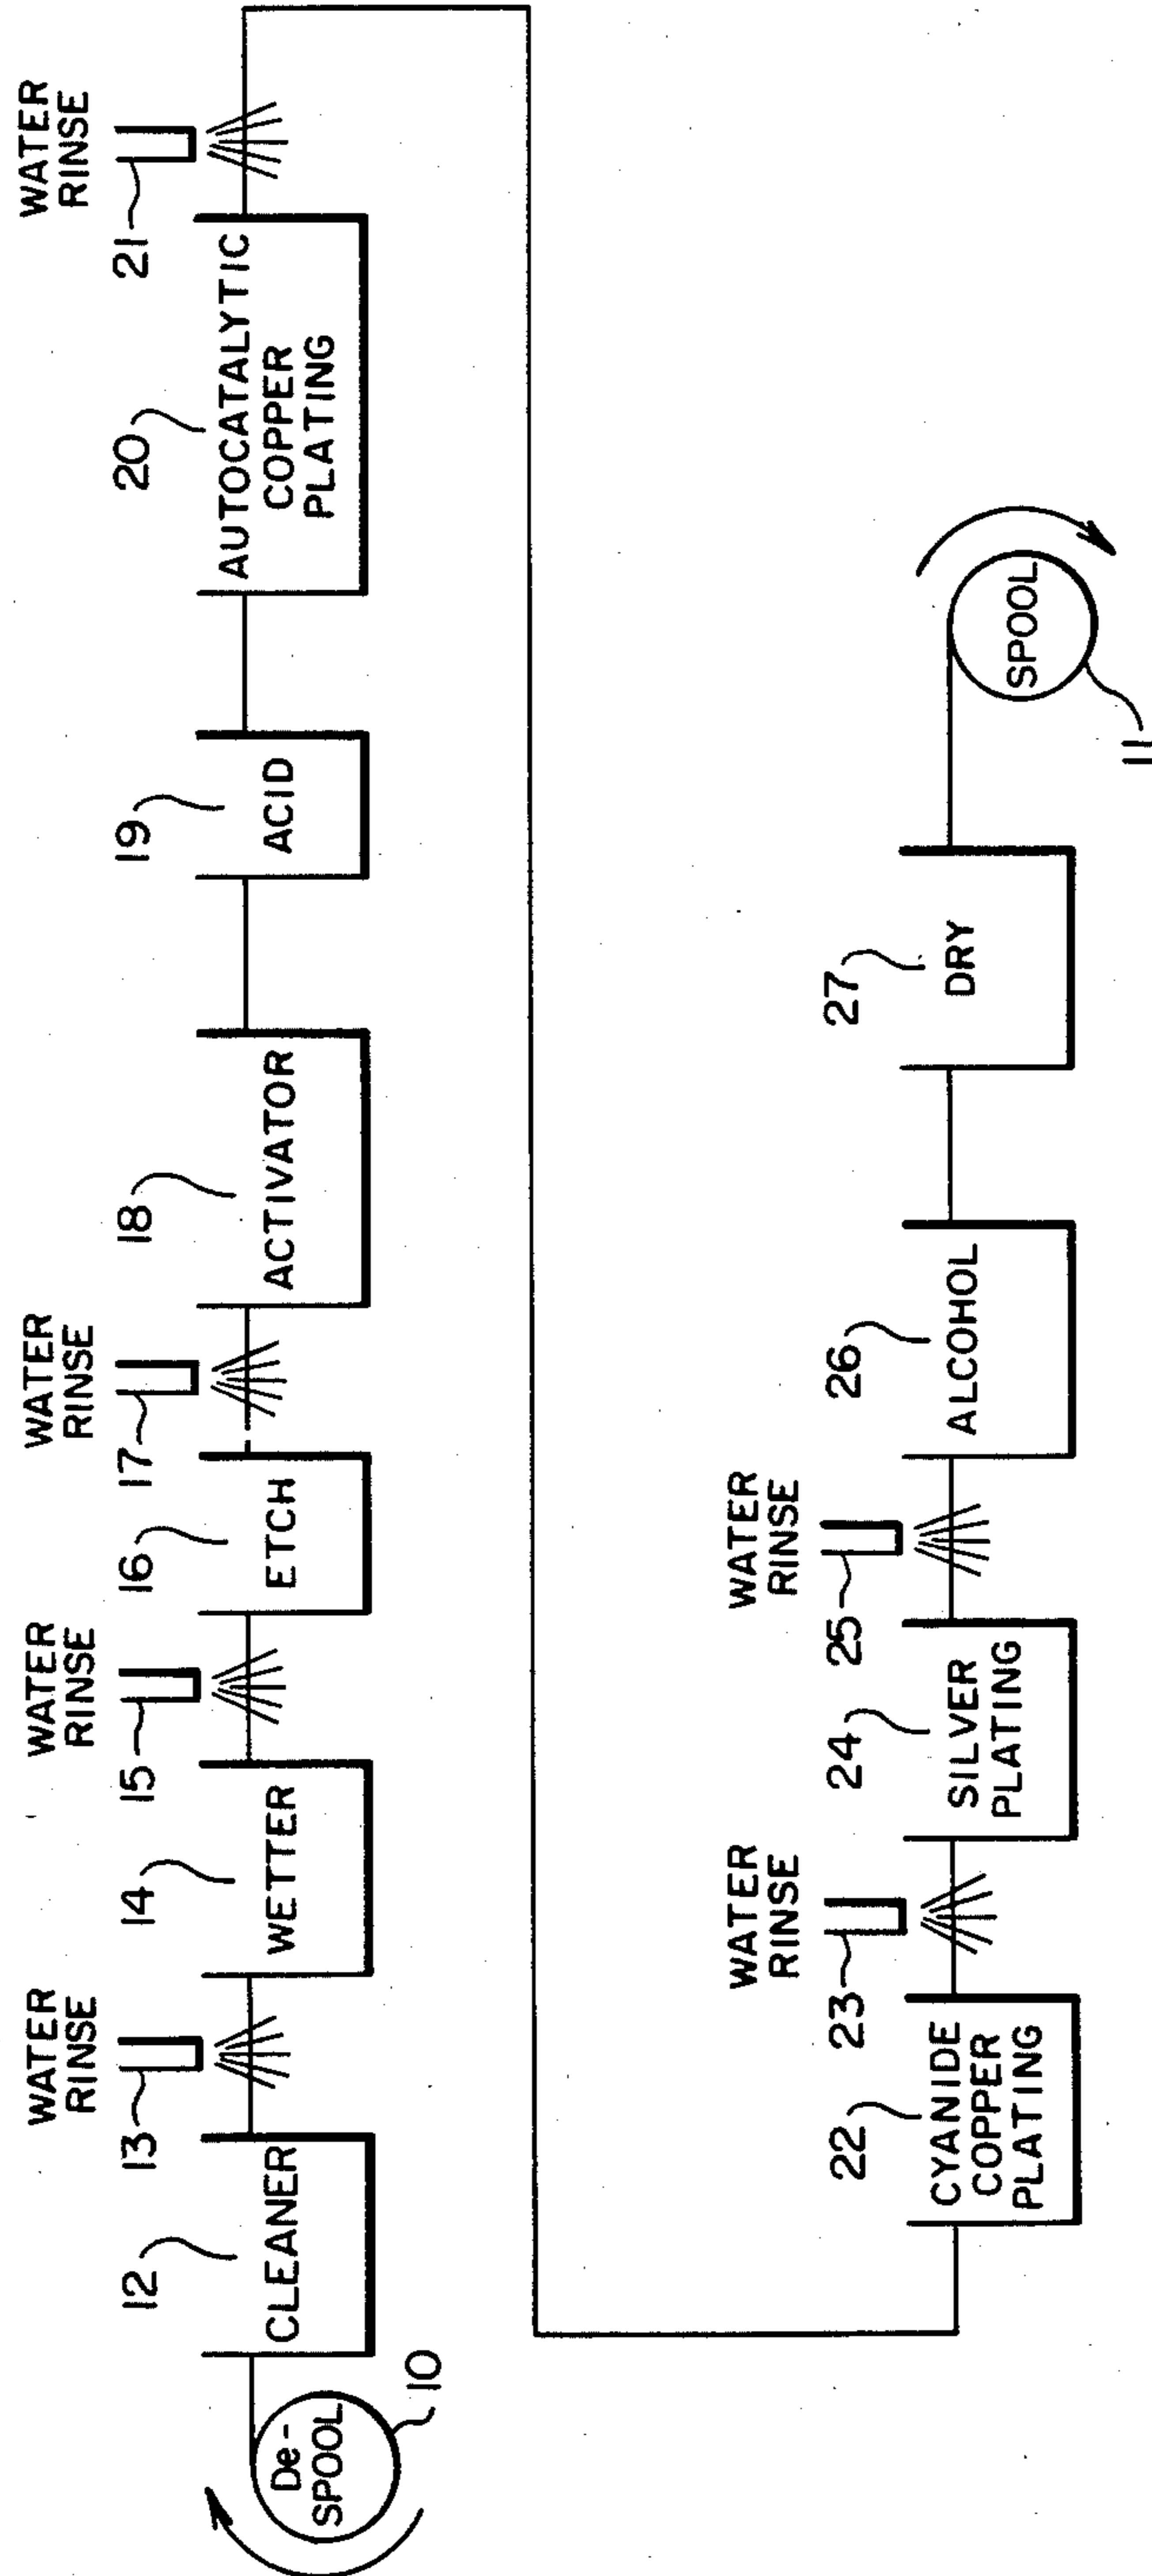 De-
SPOOL
10
12
CLEANER
WATER
RINSE
13
14
WETTER
WATER
RINSE
15
16
ETCH
WATER
RINSE
17
18
ACTIVATOR
19
ACID
20
AUTOCATALYTIC
COPPER
PLATING
WATER
RINSE
21
22
CYANIDE
COPPER
PLATING
WATER
RINSE
23
24
SILVER
PLATING
WATER
RINSE
25
26
ALCOHOL
27
DRY
SPOOL
11